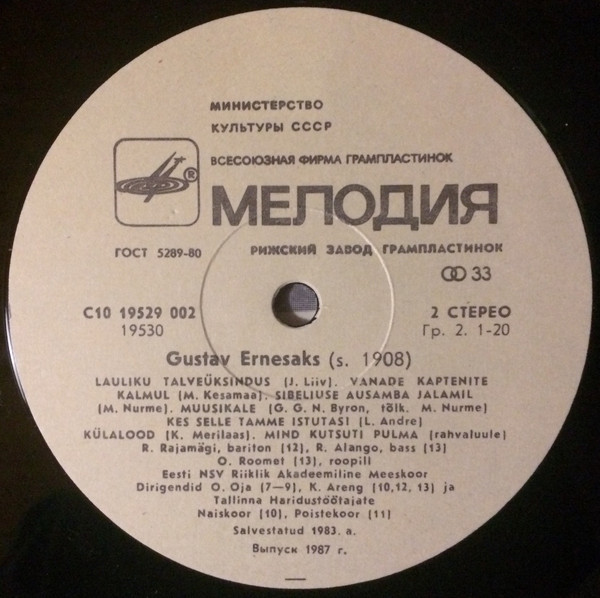 МИНИСТЕРСТВО
КУЛЬТУРЫ СССР
ВСЕСОЮЗНАЯ ФИРМА ГРАМПЛАСТИНОК
®
МЕЛОДИЯ
ГОСТ 5289-80 РИЖСКИЙ ЗАВОД ГРАМПЛАСТИНОК
33
С10 19529 002 2 СТЕРЕО
19530 Гр. 2. 1-20
Gustav Ernesaks (s. 1908)
LAULIKU TALVEÜKSINDUS (J. Liiv). VANADE KAPTENITE
KALMUL (M. Kesamaa). SIBELIUSE AUSAMBA JALAMIL
(M. Nurme). MUUSIKALE (G. G. N. Byron, tõlk. M. Nurme)
KES SELLE TAMME ISTUTASI (L. Andre)
KÜLALOOD (K. Merilaas). MIND KUTSUTI PULMA (rahvaluule)
R. Rajamägi, bariton (12), R. Alango, bass (13)
O. Roomet (13), roopill
Eesti NSV Riiklik Akadeemiline Meeskoor
Dirigendid O. Oja (7—9), K. Areng (10,12, 13) ja
Tallinna Haridustöötajate
Naiskoor (10), Poistekoor (11)
Salvestatud 1983. a.
Выпуск 1987 г.